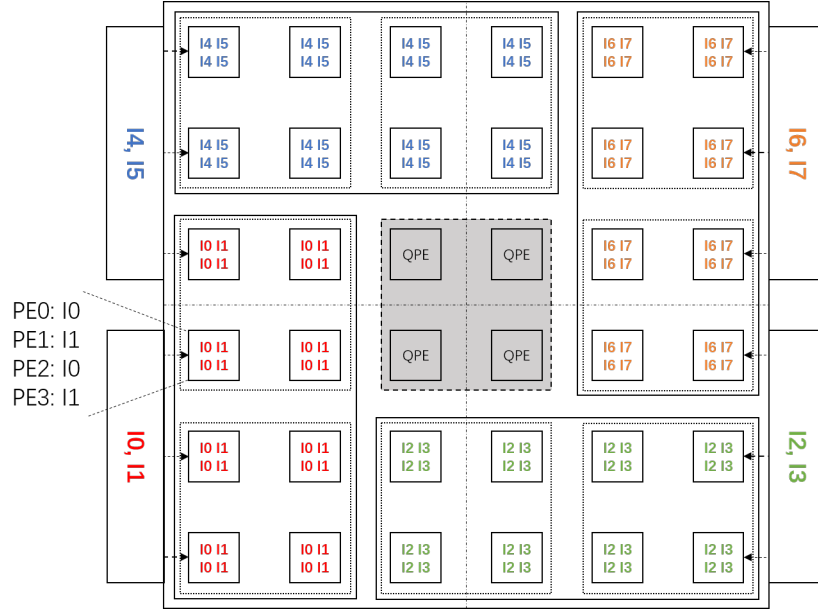 I4 I5 I4 I5 I4 I5 I4 I5 I6 I7 I6 I7
I4 I5 I4 I5 I4 I5 I4 I5 I6 I7 I6 I7
I4, I5
I6, I7
I4 I5 I4 I5 I4 I5 I4 I5 I6 I7 I6 I7
I4 I5 I4 I5 I4 I5 I4 I5 I6 I7 I6 I7
I0 I1 I0 I1 QPE QPE I6 I7 I6 I7
I0 I1 I0 I1 I6 I7 I6 I7
PE0: I0
PE1: I1
PE2: I0
PE3: I1
I0 I1 I0 I1 QPE QPE I6 I7 I6 I7
I0 I1 I0 I1 I6 I7 I6 I7
I0, I1
I2, I3
I0 I1 I0 I1 I2 I3 I2 I3 I2 I3 I2 I3
I0 I1 I0 I1 I2 I3 I2 I3 I2 I3 I2 I3
I0 I1 I0 I1 I2 I3 I2 I3 I2 I3 I2 I3
I0 I1 I0 I1 I2 I3 I2 I3 I2 I3 I2 I3